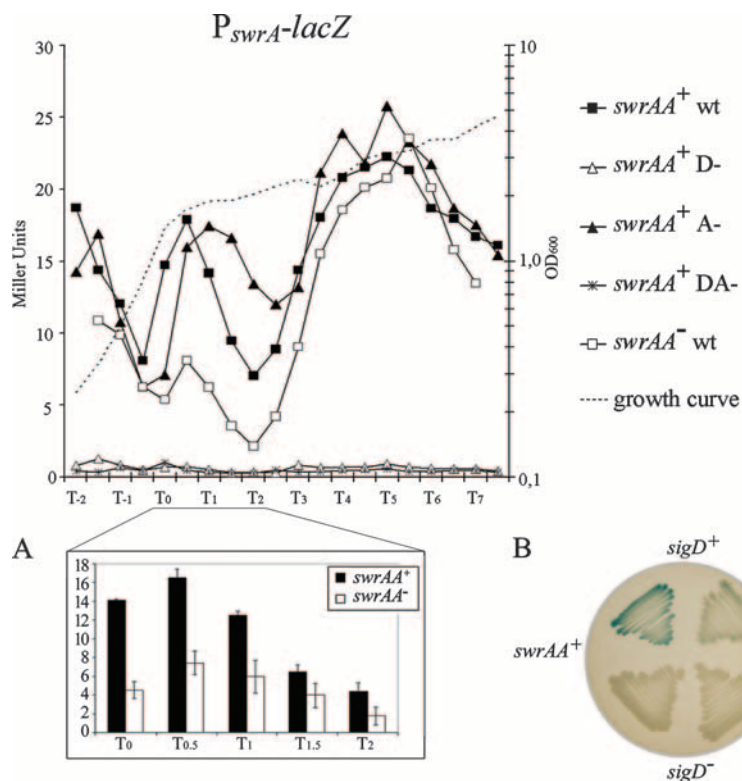 PswrA-lacZ
30
25
20
15
10
5
0
Miller Units
10
1,0
0,1
OD600
T-2 T-1 T0 T1 T2 T3 T4 T5 T6 T7
swrAA+ wt
swrAA+ D-
swrAA+ A-
swrAA+ DA-
swrAA- wt
growth curve
A
18
16
14
12
10
8
6
4
2
0
swrAA+
swrAA-
T0 T0.5 T1 T1.5 T2
B
sigD+
swrAA+
sigD-